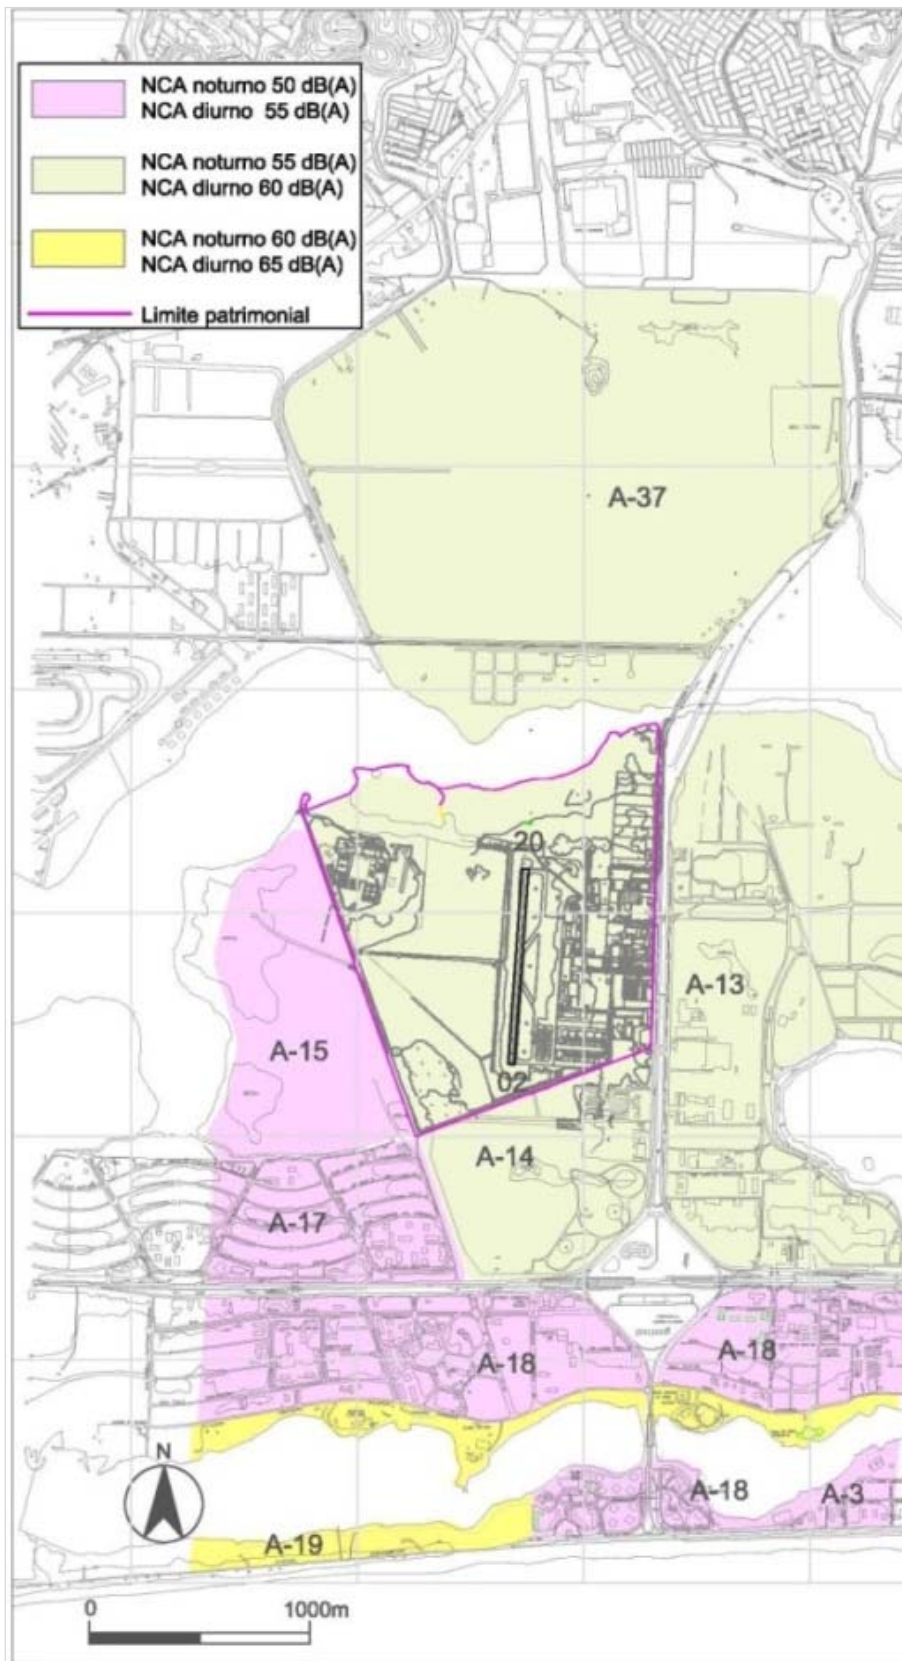 NCA noturno 50 dB(A)
NCA diurno 55 dB(A)
NCA noturno 55 dB(A)
NCA diurno 60 dB(A)
NCA noturno 60 dB(A)
NCA diurno 65 dB(A)
Limite patrimonial
A-37
20
A-13
A-15
02
A-14
A-17
A-18
A-18
N
A-18
A-3
A-19
0 1000m